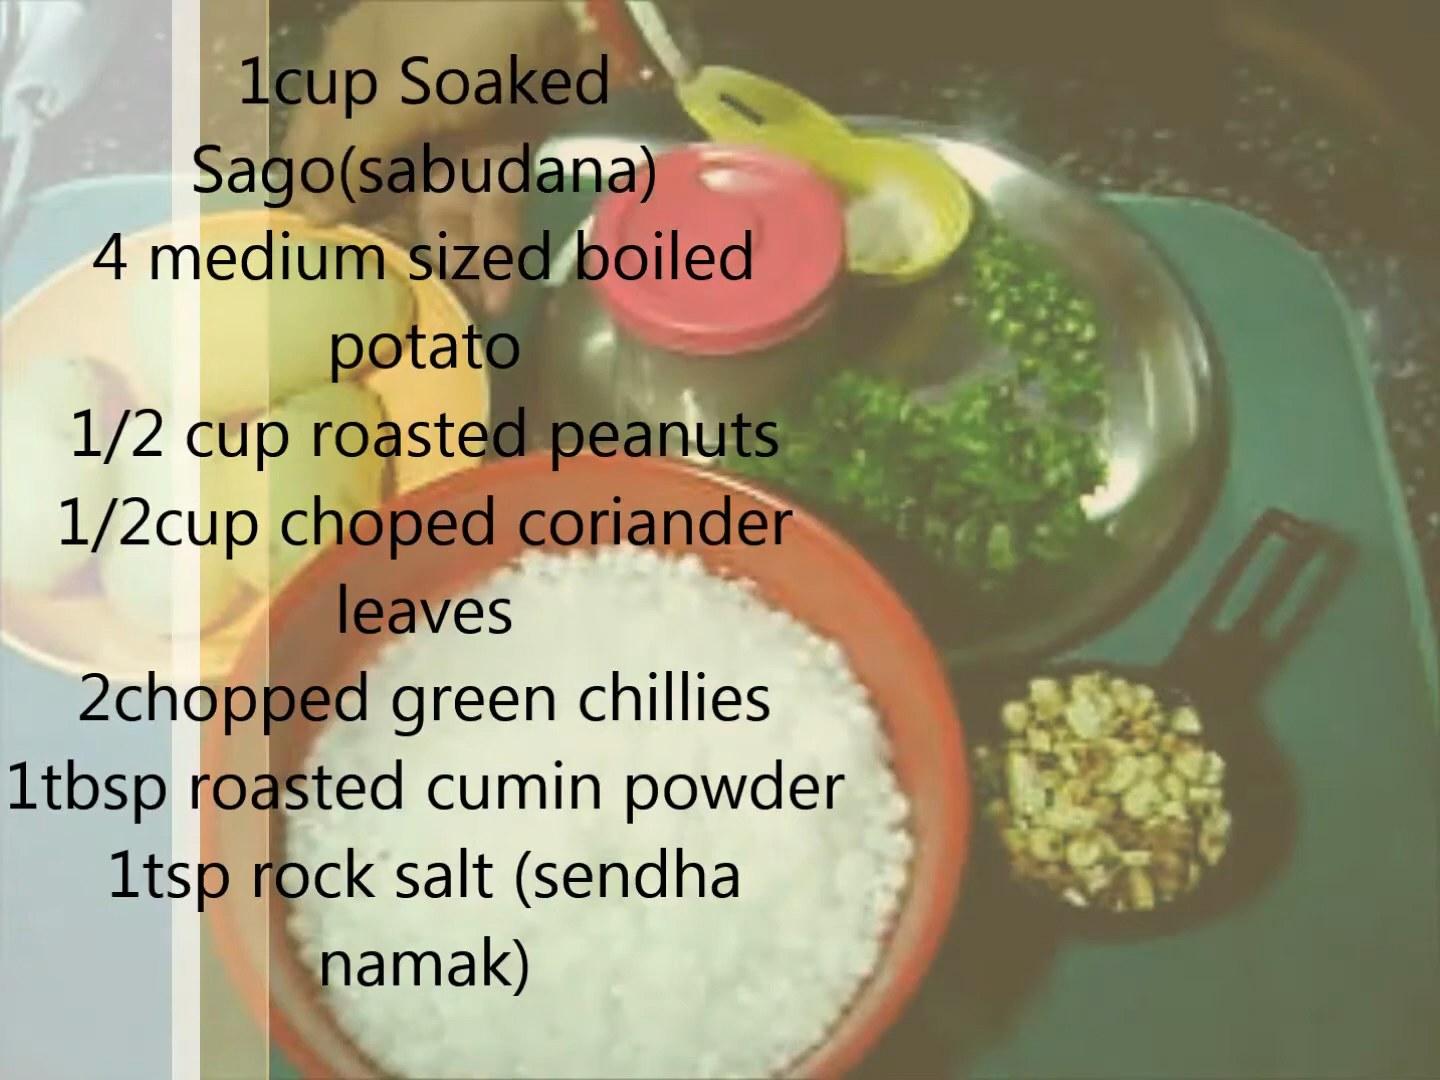 1cup Soaked
Sago(sabudana)
4 medium sized boiled
potato
1/2 cup roasted peanuts
1/2cup choped coriander
leaves
2chopped green chillies
1tbsp roasted cumin powder
1tsp rock salt (sendha
namak)